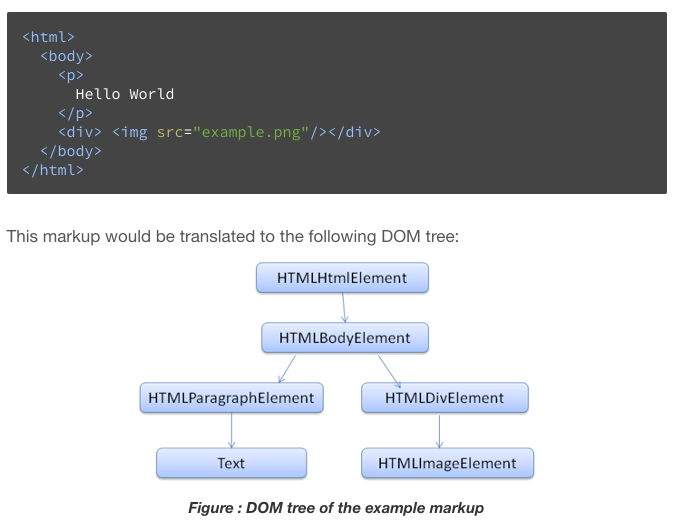 <html>
<body>
<p>
Hello World
</p>
<div> <img src="example.png"/></div>
</body>
</html>
This markup would be translated to the following DOM tree:
HTMLHtmlElement
HTMLBodyElement
HTMLParagraphElement
HTMLDivElement
Text
HTMLImageElement
Figure : DOM tree of the example markup